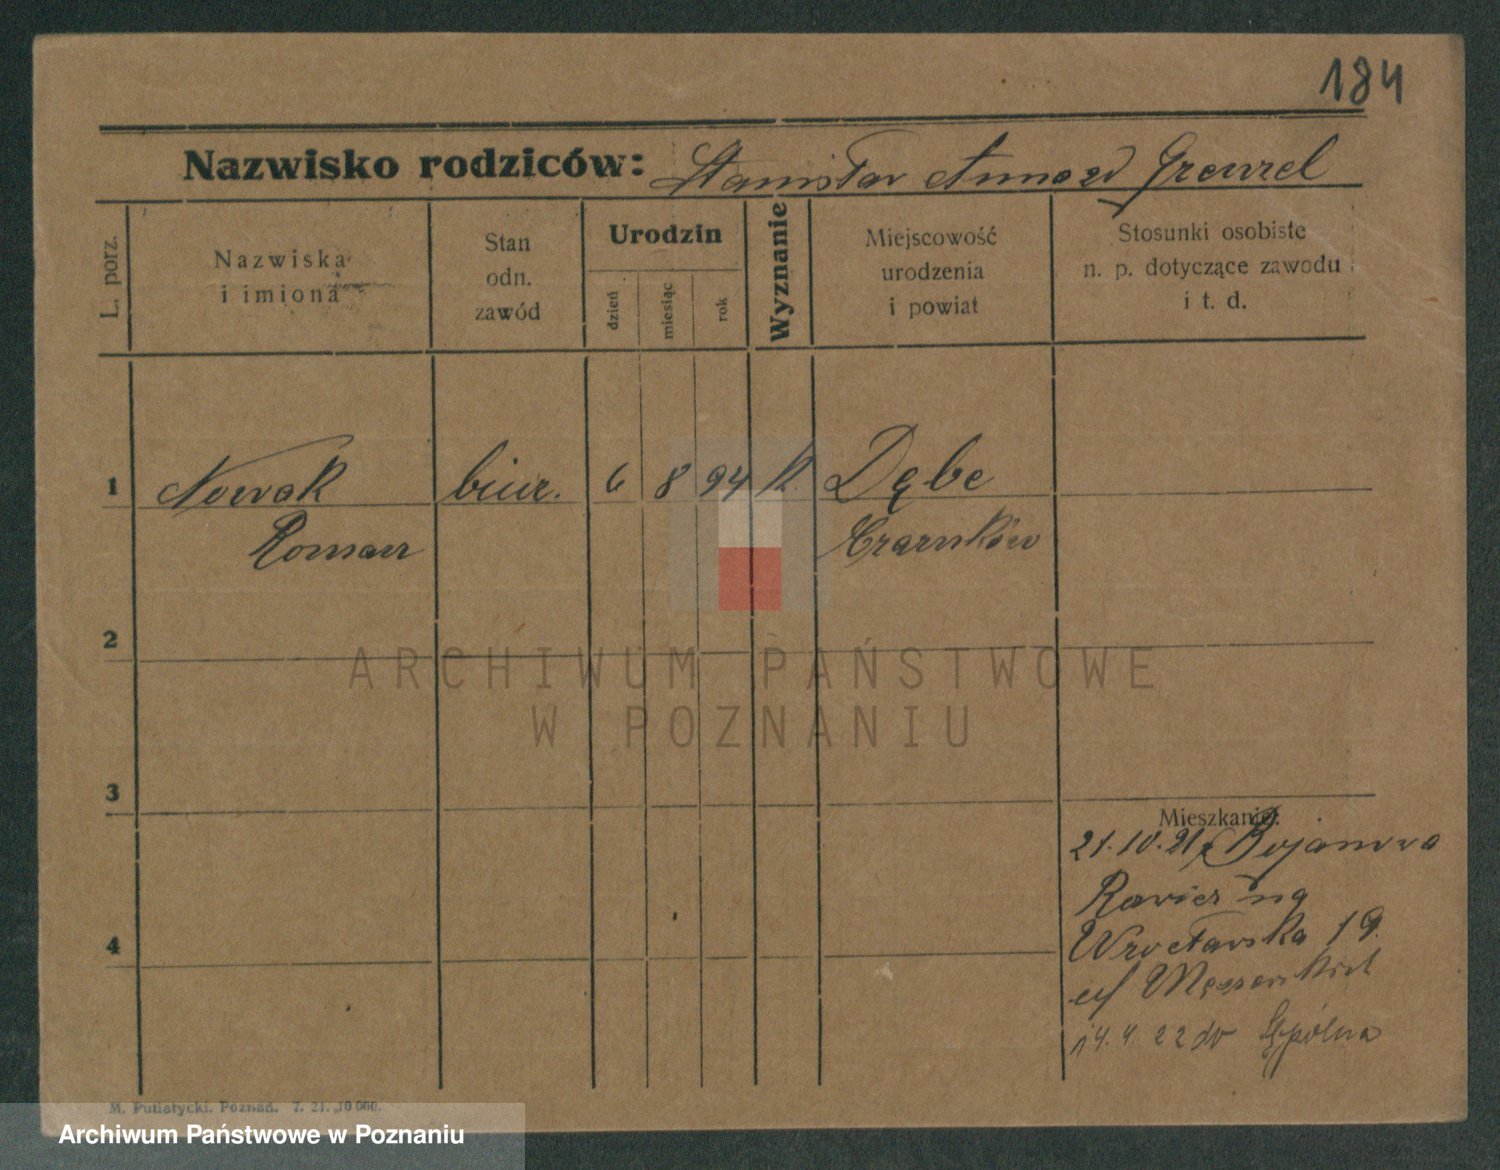 184
Nazwisko rodziców: Stanisław Anna zd
L. porz.
Nazwiska
i imiona
Stan
odn.
zawód
Urodzin
dzień
miesiąc
rok
Wyznanie
Miejscowość
urodzenia
i powiat
Stosunki osobiste
n. p. dotyczące zawodu
i t. d.
1 Nowak biur. 6 8 94 k. Dębe
Roman Czarnków
2
3
Mieszkanie:
21.10.21 z Bojanowa
Rawicz
4
Wrocławska 19.
14.4.22 do Sępólna
M. Putiatycki. Poznań. 7. 21. 10 000.
ARCHIWUM PAŃSTWOWE
W POZNANIU
Archiwum Państwowe w Poznaniu